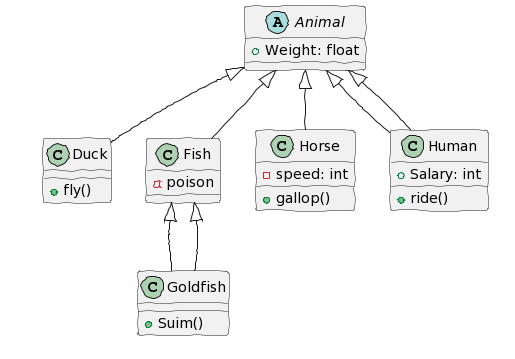 A Animal
Weight: float
C Duck
fly()
C Fish
poison
C Horse
speed: int
gallop()
C Human
Salary: int
ride()
C Goldfish
Suim()